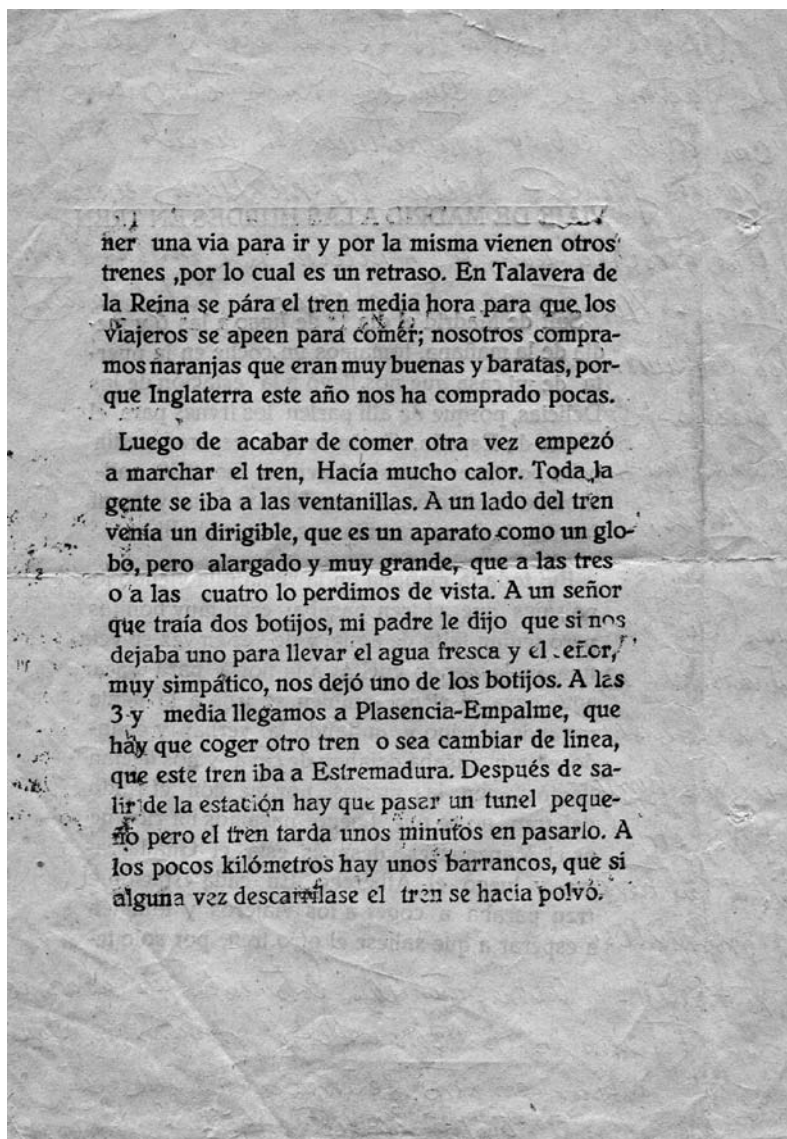 ner una via para ir y por la misma vienen otros
trenes ,por lo cual es un retraso. En Talavera de
la Reina se pára el tren media hora para que los
viajeros se apeen para comer; nosotros compra-
mos naranjas que eran muy buenas y baratas, por-
que Inglaterra este año nos ha comprado pocas.
Luego de acabar de comer otra vez empezó
a marchar el tren, Hacía mucho calor. Toda la
gente se iba a las ventanillas. A un lado del tren
venía un dirigible, que es un aparato como un glo-
bo, pero alargado y muy grande, que a las tres
o a las cuatro lo perdimos de vista. A un señor
que traía dos botijos, mi padre le dijo que si nos
dejaba uno para llevar el agua fresca y el señor,
muy simpático, nos dejó uno de los botijos. A las
3 y media llegamos a Plasencia-Empalme, que
hay que coger otro tren o sea cambiar de linea,
que este tren iba a Estremadura. Después de sa-
lir de la estación hay que pasar un tunel peque-
ño pero el tren tarda unos minutos en pasarlo. A
los pocos kilómetros hay unos barrancos, que si
alguna vez descarrilase el tren se hacia polvo.